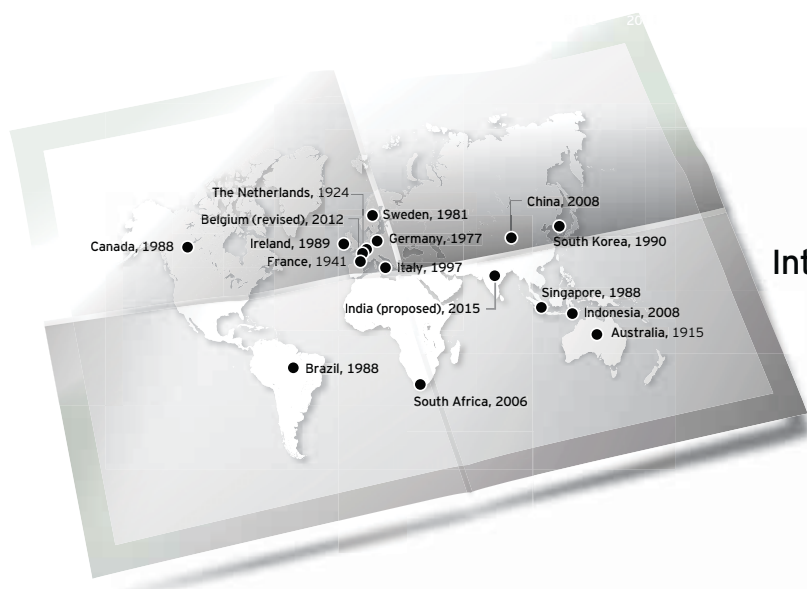 20
The Netherlands, 1924
China, 2008
Belgium (revised), 2012
Sweden, 1981
Canada, 1988
Ireland, 1989
Germany, 1977
South Korea, 1990
France, 1941
Italy, 1997
Int
India (proposed), 2015
Singapore, 1988
Indonesia, 2008
Australia, 1915
Brazil, 1988
South Africa, 2006